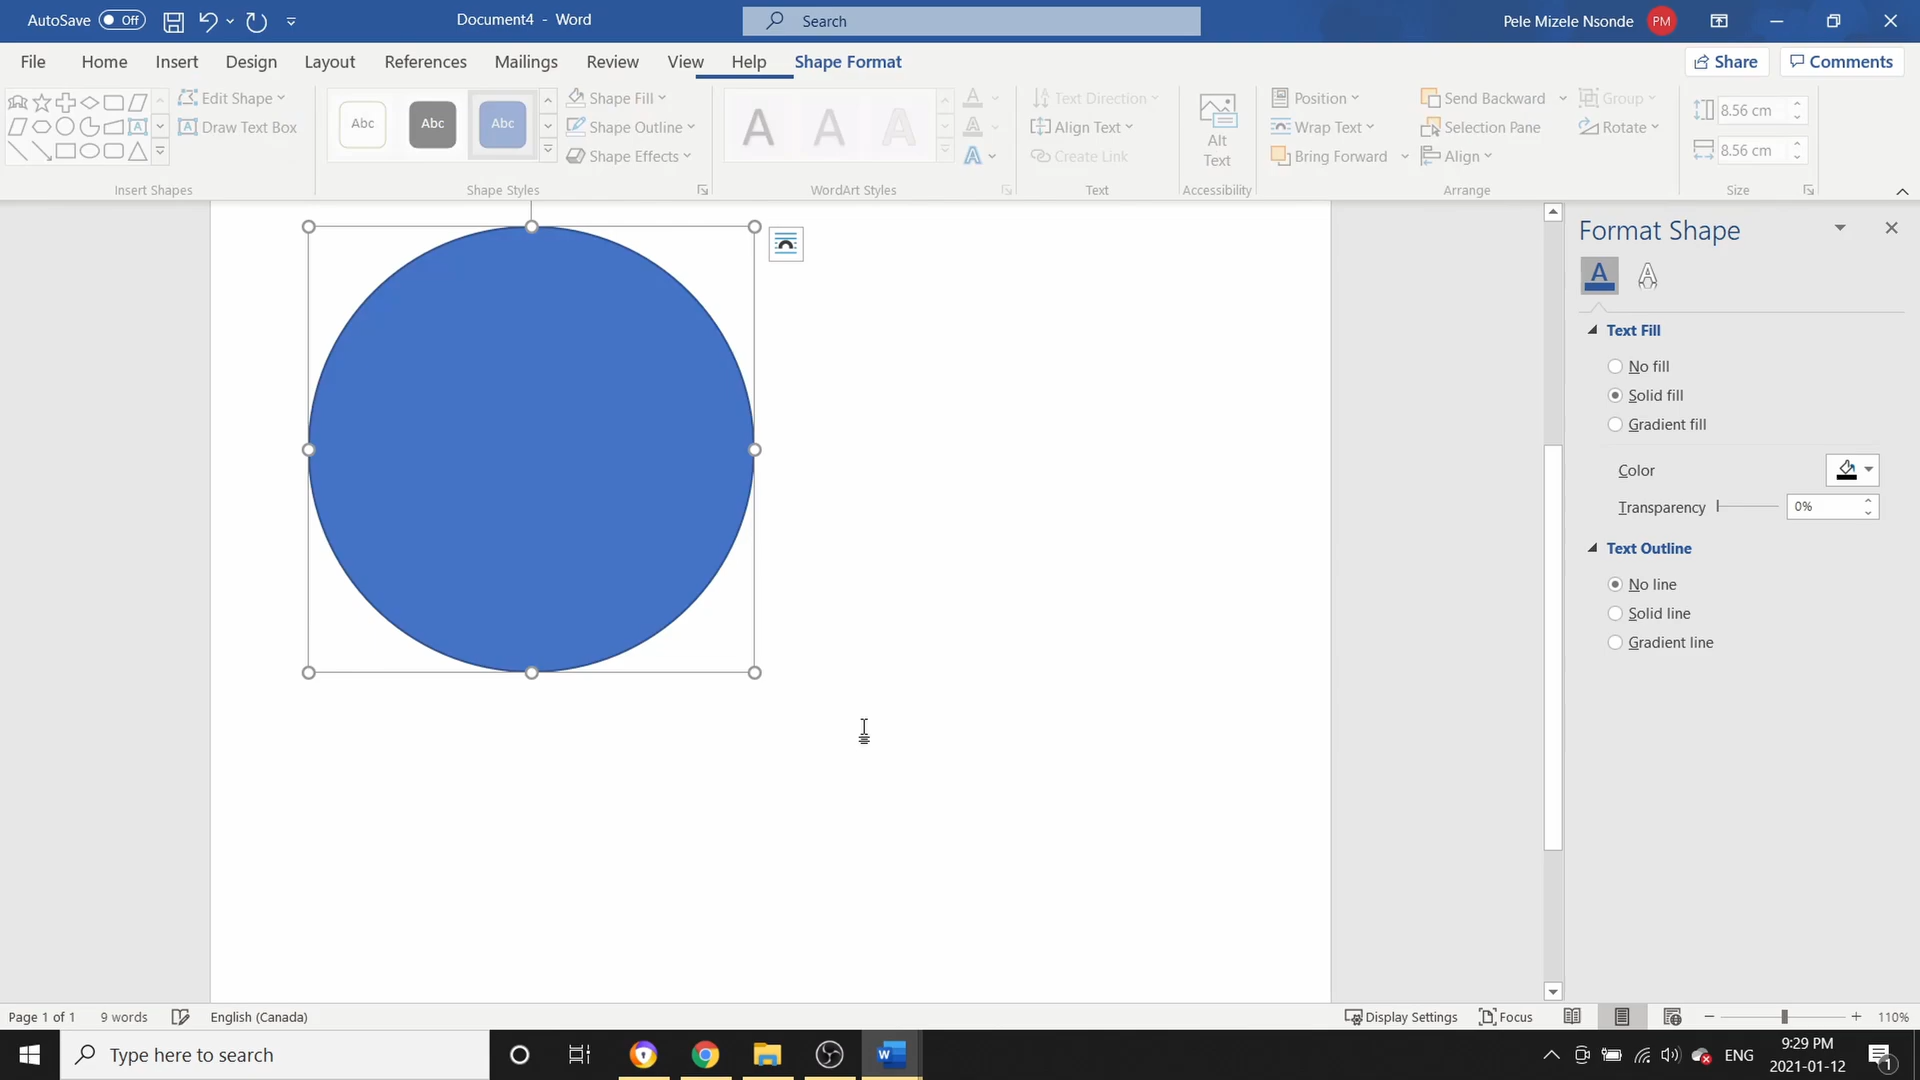 AutoSave Off Document4 - Word Search Pele Mizele Nsonde PM
File Home Insert Design Layout References Mailings Review View Help Shape Format Share Comments
Edit Shape
Draw Text Box
Insert Shapes
Abc Abc Abc
Shape Fill
Shape Outline
Shape Effects
Shape Styles
A A A
WordArt Styles
Text Direction
Align Text
Create Link
Text
Alt
Text
Accessibility
Position
Wrap Text
Bring Forward
Send Backward
Selection Pane
Align
Group
Rotate
Arrange
8.56 cm
8.56 cm
Size
Format Shape
Text Fill
No fill
Solid fill
Gradient fill
Color
Transparency 0%
Text Outline
No line
Solid line
Gradient line
Page 1 of 1 9 words English (Canada) Display Settings Focus 110%
Type here to search
ENG
9:29 PM
2021-01-12
1